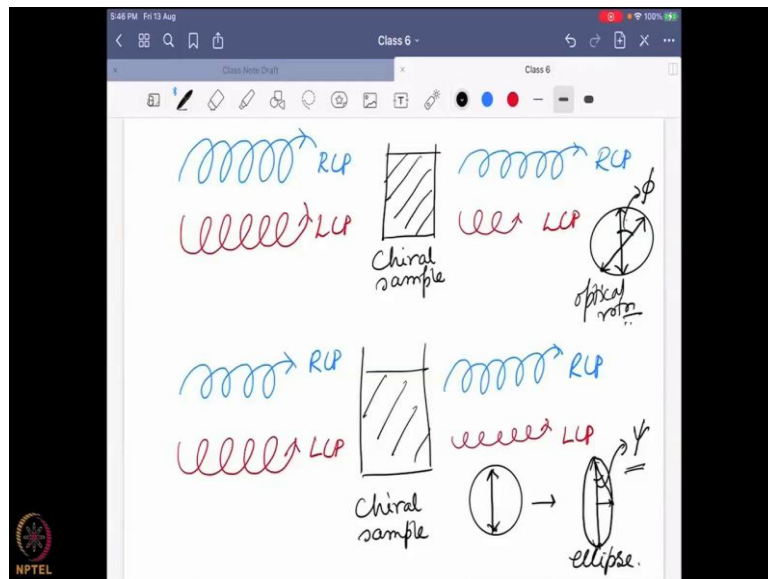 5:46 PM Fri 13 Aug
100%
Class 6
Class Note Draft
Class 6
RCP
RCP
LCP
LCP
ϕ
Chiral
sample
optical
rotn
RCP
RCP
LCP
LCP
ψ
Chiral
sample
ellipse.
NPTEL